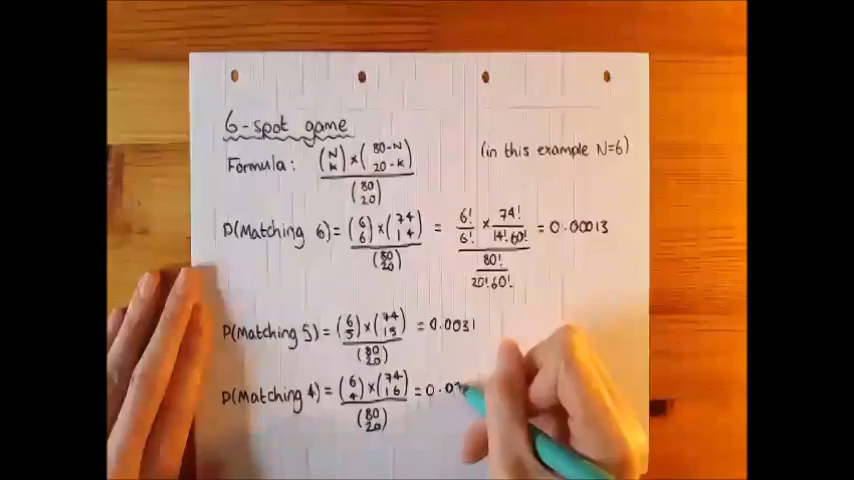 6-spot game
Formula: (N k) × (80-N 20-k) / (80 20) (in this example N=6)
P(Matching 6) = (6 6) × (74 14) / (80 20) = 6!/6! × 74!/14!60! / 80!/20!60! = 0.00013
P(Matching 5) = (6 5) × (74 15) / (80 20) = 0.0031
P(Matching 4) = (6 4) × (74 16) / (80 20) = 0.0